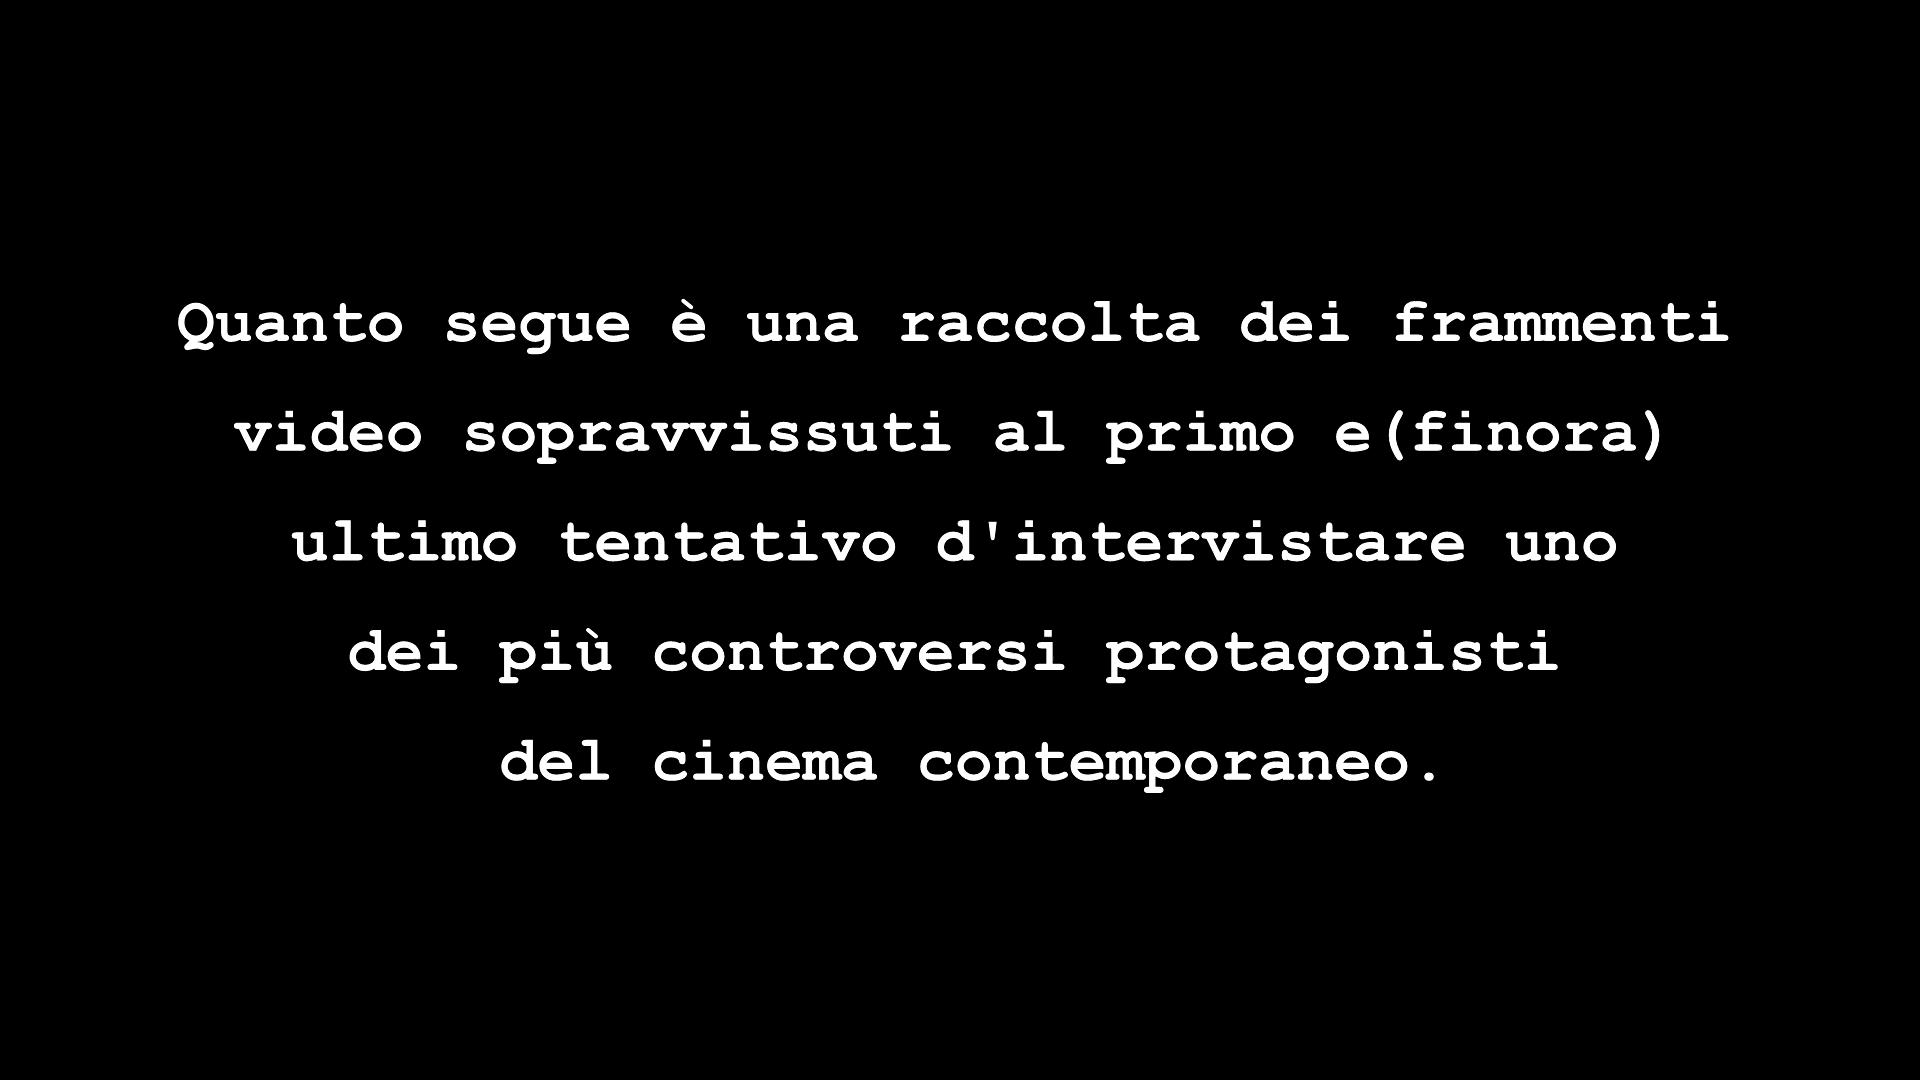 Quanto segue è una raccolta dei frammenti
video sopravvissuti al primo e(finora)
ultimo tentativo d'intervistare uno
dei più controversi protagonisti
del cinema contemporaneo.